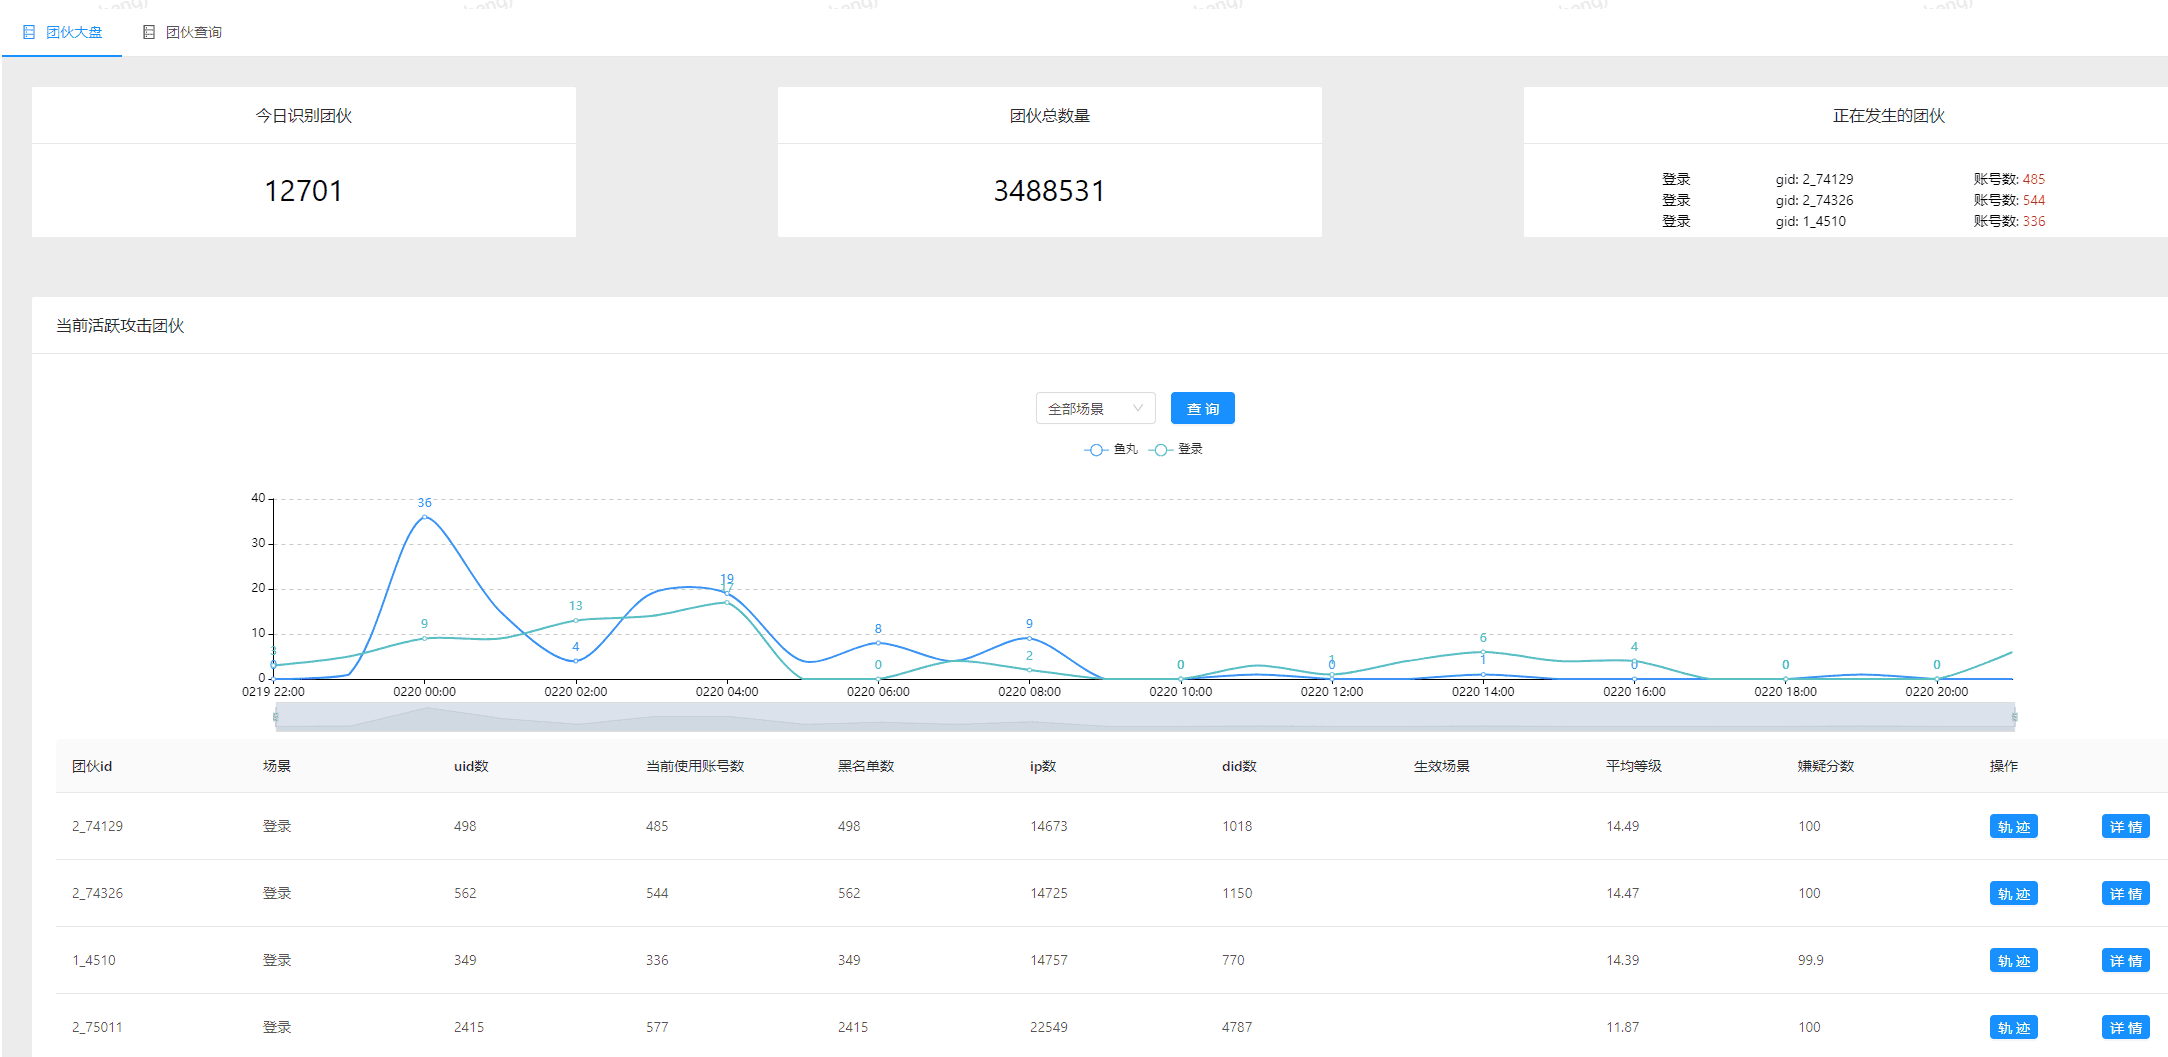 团伙大盘 团伙查询
今日识别团伙 团伙总数量 正在发生的团伙
12701 3488531
登录 gid: 2_74129 账号数: 485
登录 gid: 2_74326 账号数: 544
登录 gid: 1_4510 账号数: 336
当前活跃攻击团伙
全部场景 查 询
鱼丸 登录
40
36
30
20
19
17
13
10
9
4
8
9
3
0
0
2
0
0
1
0
6
1
4
0
0
0
0
0219 22:00 0220 00:00 0220 02:00 0220 04:00 0220 06:00 0220 08:00 0220 10:00 0220 12:00 0220 14:00 0220 16:00 0220 18:00 0220 20:00
团伙id 场景 uid数 当前使用账号数 黑名单数 ip数 did数 生效场景 平均等级 嫌疑分数 操作
2_74129 登录 498 485 498 14673 1018 14.49 100 轨 迹 详 情
2_74326 登录 562 544 562 14725 1150 14.47 100 轨 迹 详 情
1_4510 登录 349 336 349 14757 770 14.39 99.9 轨 迹 详 情
2_75011 登录 2415 577 2415 22549 4787 11.87 100 轨 迹 详 情